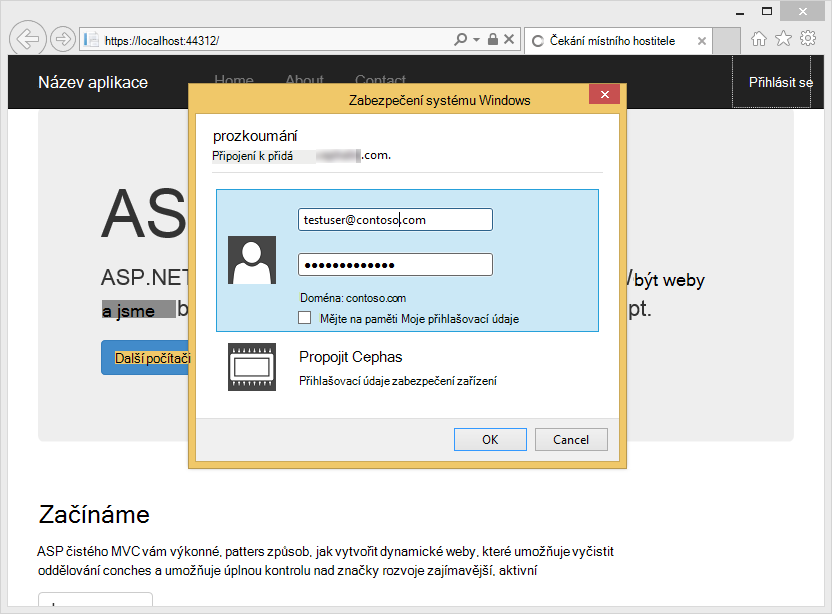 https://localhost:44312/
Čekání místního hostitele
Název aplikace
Home
About
Contact
Přihlásit se
Zabezpečení systému Windows
prozkoumání
Připojení k přidá .com.
testuser@contoso.com
•••••••••••••
Doména: contoso.com
Mějte na paměti Moje přihlašovací údaje
Propojit Cephas
Přihlašovací údaje zabezpečení zařízení
OK
Cancel
AS
ASP.NET
/být weby
a jsme b
pt.
Další počítači
Začínáme
ASP čistého MVC vám výkonné, patters způsob, jak vytvořit dynamické weby, které umožňuje vyčistit
oddělování conches a umožňuje úplnou kontrolu nad značky rozvoje zajímavější, aktivní